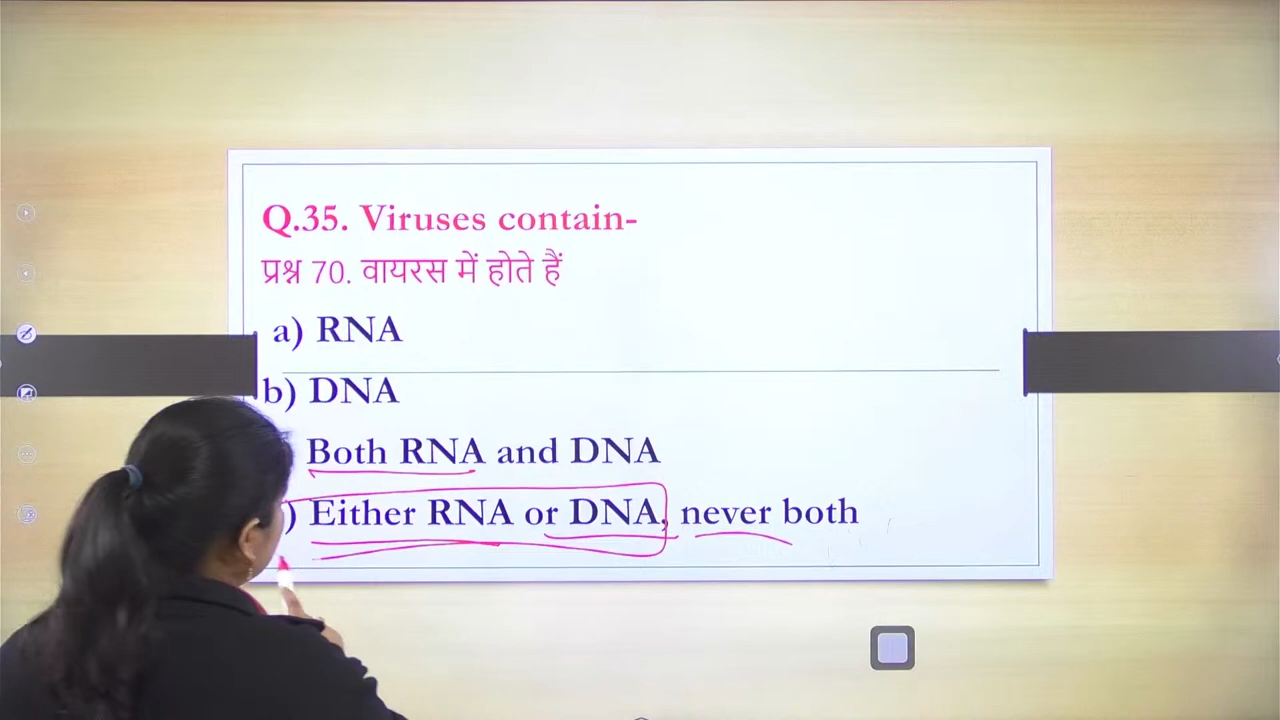 Q.35. Viruses contain-
प्रश्न 70. वायरस में होते हैं
a) RNA
b) DNA
Both RNA and DNA
) Either RNA or DNA, never both